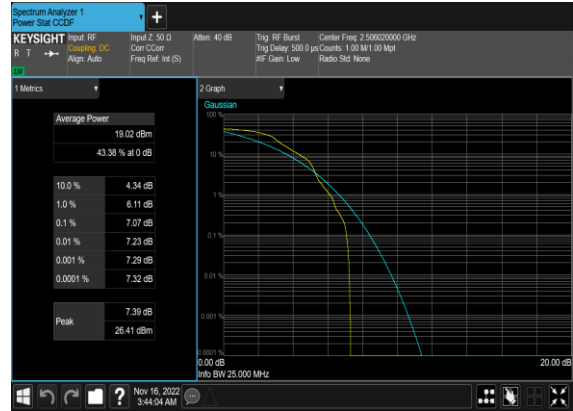 Spectrum Analyzer 1
Power Stat CCDF
KEYSIGHT
R T
LXI
Input: RF
Coupling: DC
Align: Auto
Input Z: 50 Ω
Corr CCorr
Freq Ref: Int (S)
Atten: 40 dB
Trig: RF Burst
Trig Delay: 500.0 µs
#IF Gain: Low
Center Freq: 2.506020000 GHz
Counts: 1.00 M/1.00 Mpt
Radio Std: None
1 Metrics
Average Power
19.02 dBm
43.38 % at 0 dB
10.0 % 4.34 dB
1.0 % 6.11 dB
0.1 % 7.07 dB
0.01 % 7.23 dB
0.001 % 7.29 dB
0.0001 % 7.32 dB
Peak
7.39 dB
26.41 dBm
2 Graph
Gaussian
100 %
10 %
1 %
0.1 %
0.01 %
0.001 %
0.0001 %
0.00 dB
20.00 dB
Info BW 25.000 MHz
?
Nov 16, 2022
3:44:04 AM